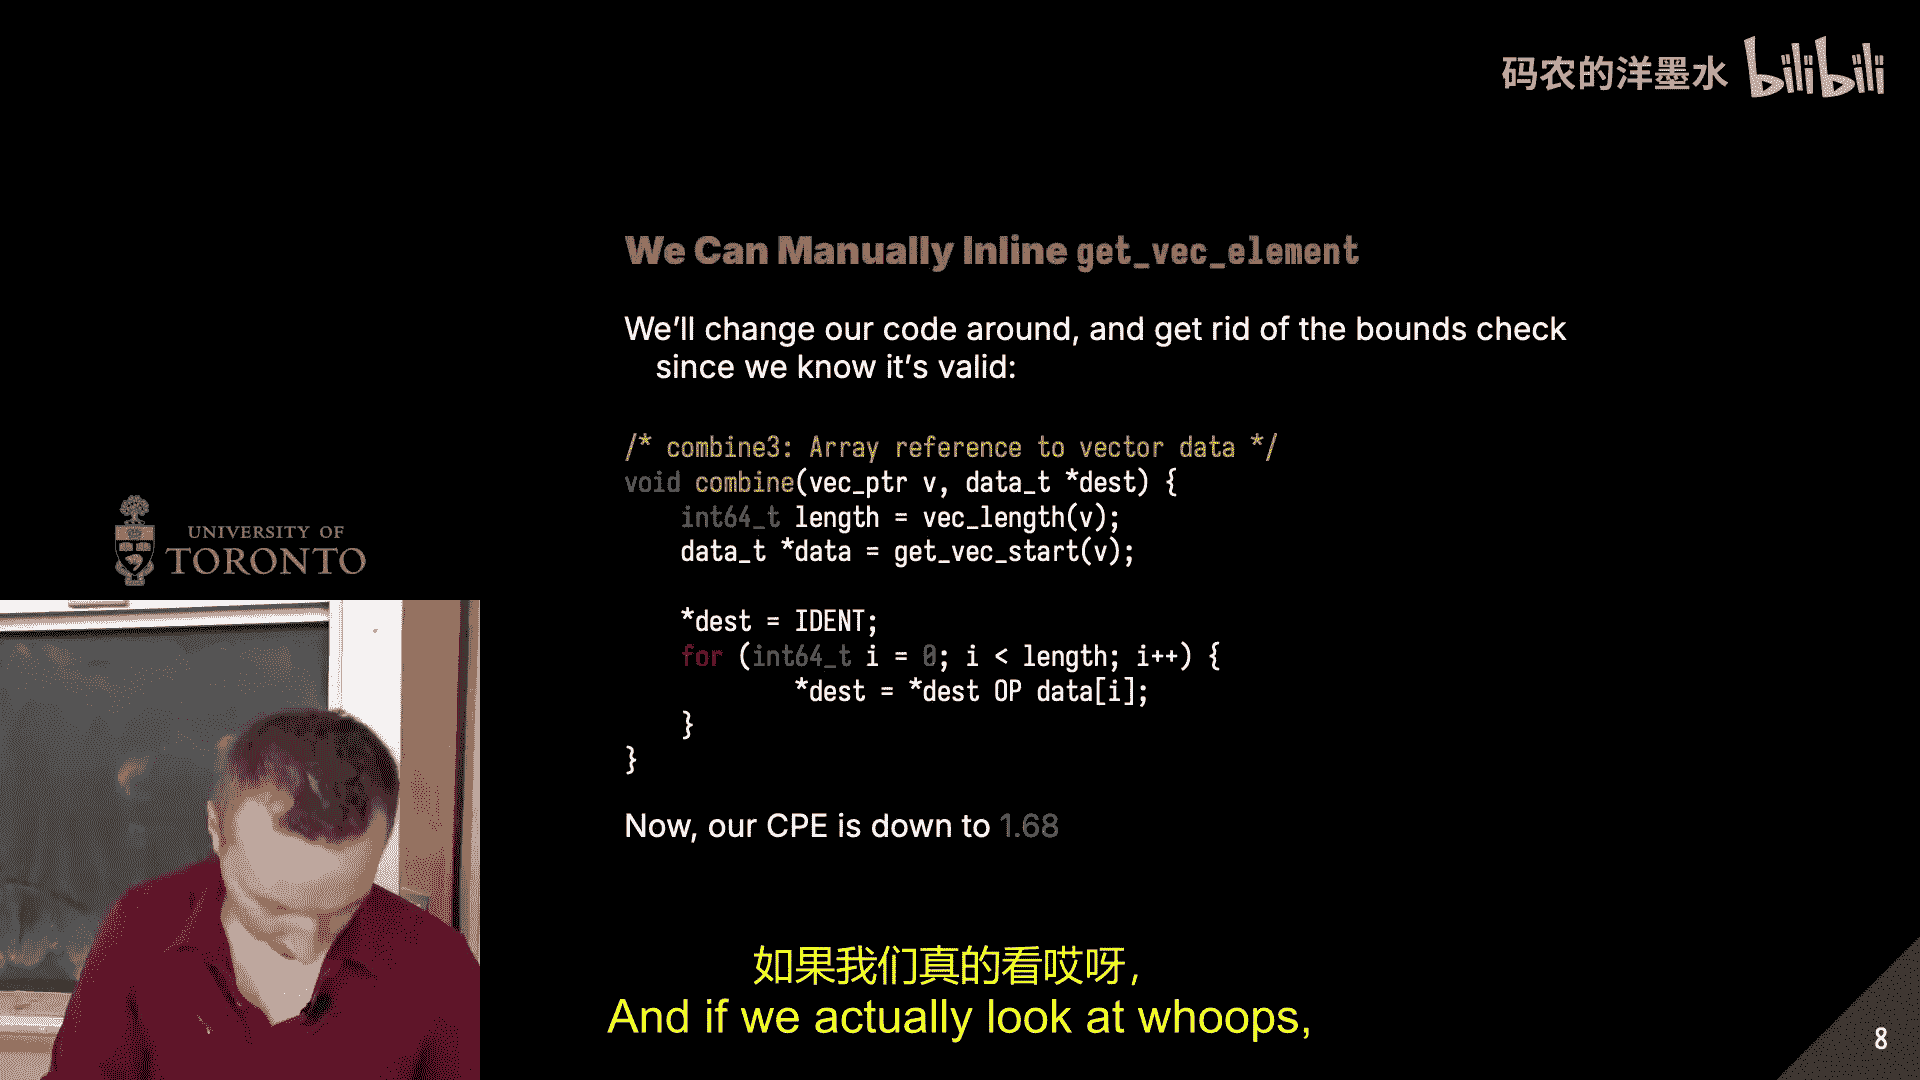 码农的洋墨水 bilibili
We Can Manually Inline get_vec_element
We'll change our code around, and get rid of the bounds check
since we know it's valid:
/* combine3: Array reference to vector data */
void combine(vec_ptr v, data_t *dest) {
int64_t length = vec_length(v);
data_t *data = get_vec_start(v);
*dest = IDENT;
for (int64_t i = 0; i < length; i++) {
*dest = *dest OP data[i];
}
}
Now, our CPE is down to 1.68
UNIVERSITY OF
TORONTO
如果我们真的看哎呀，
And if we actually look at whoops,
8